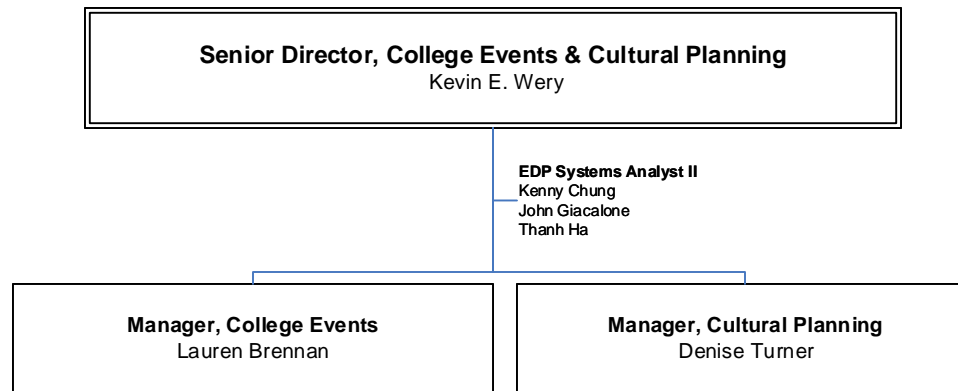 Senior Director, College Events & Cultural Planning
Kevin E. Wery
EDP Systems Analyst II
Kenny Chung
John Giacalone
Thanh Ha
Manager, College Events
Lauren Brennan
Manager, Cultural Planning
Denise Turner